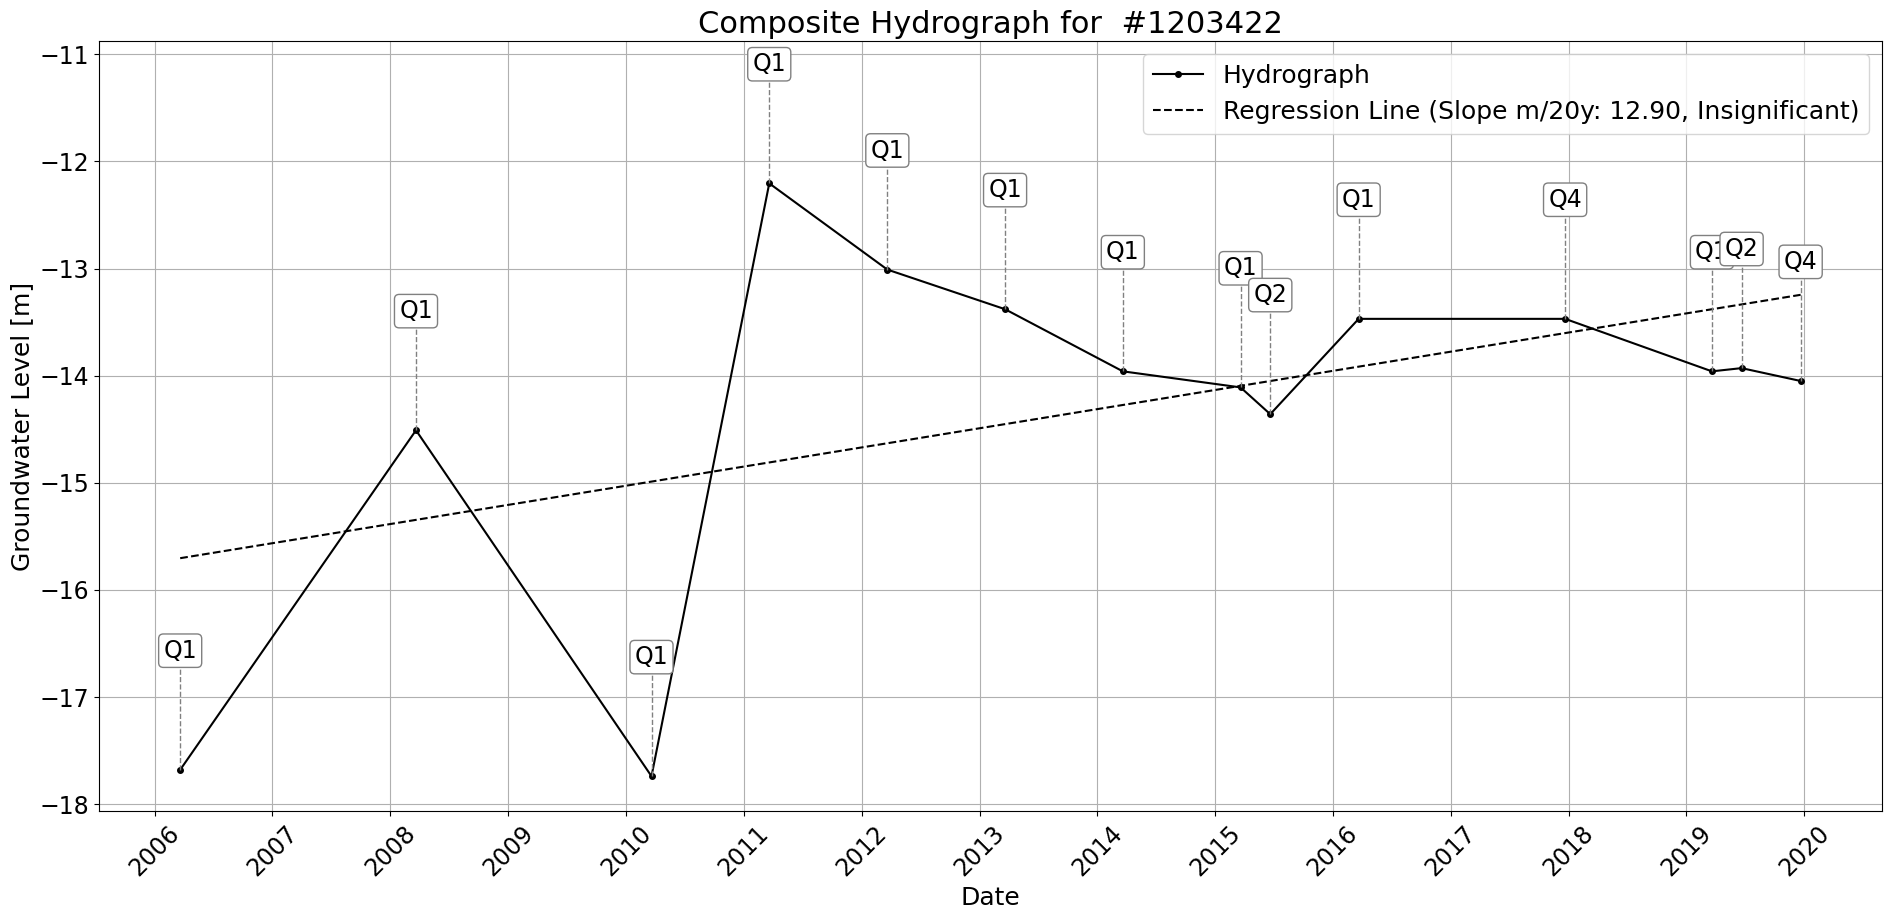 Composite Hydrograph for #1203422
Hydrograph
Regression Line (Slope m/20y: 12.90, Insignificant)
Groundwater Level [m]
−11
−12
−13
−14
−15
−16
−17
−18
Q1
Q1
Q1
Q1
Q1
Q1
Q1
Q1
Q2
Q1
Q4
Q1
Q2
Q4
2006
2007
2008
2009
2010
2011
2012
2013
2014
2015
2016
2017
2018
2019
2020
Date